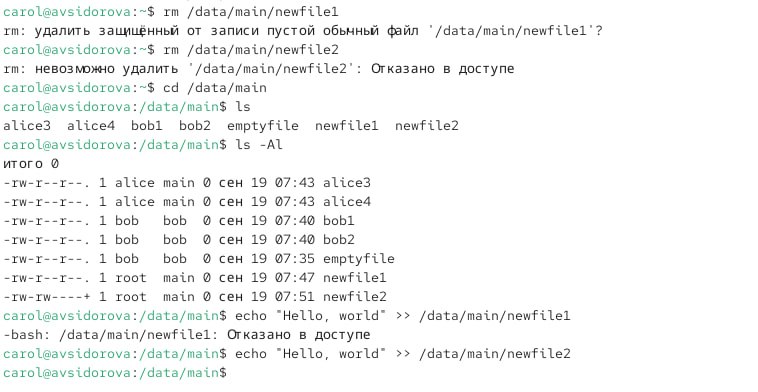 carol@avsidorova:~$ rm /data/main/newfile1
rm: удалить защищённый от записи пустой обычный файл '/data/main/newfile1'?
carol@avsidorova:~$ rm /data/main/newfile2
rm: невозможно удалить '/data/main/newfile2': Отказано в доступе
carol@avsidorova:~$ cd /data/main
carol@avsidorova:/data/main$ ls
alice3  alice4  bob1  bob2  emptyfile  newfile1  newfile2
carol@avsidorova:/data/main$ ls -Al
итого 0
-rw-r--r--. 1 alice main 0 сен 19 07:43 alice3
-rw-r--r--. 1 alice main 0 сен 19 07:43 alice4
-rw-r--r--. 1 bob   bob  0 сен 19 07:40 bob1
-rw-r--r--. 1 bob   bob  0 сен 19 07:40 bob2
-rw-r--r--. 1 bob   bob  0 сен 19 07:35 emptyfile
-rw-r--r--. 1 root  main 0 сен 19 07:47 newfile1
-rw-rw----+ 1 root  main 0 сен 19 07:51 newfile2
carol@avsidorova:/data/main$ echo "Hello, world" >> /data/main/newfile1
-bash: /data/main/newfile1: Отказано в доступе
carol@avsidorova:/data/main$ echo "Hello, world" >> /data/main/newfile2
carol@avsidorova:/data/main$